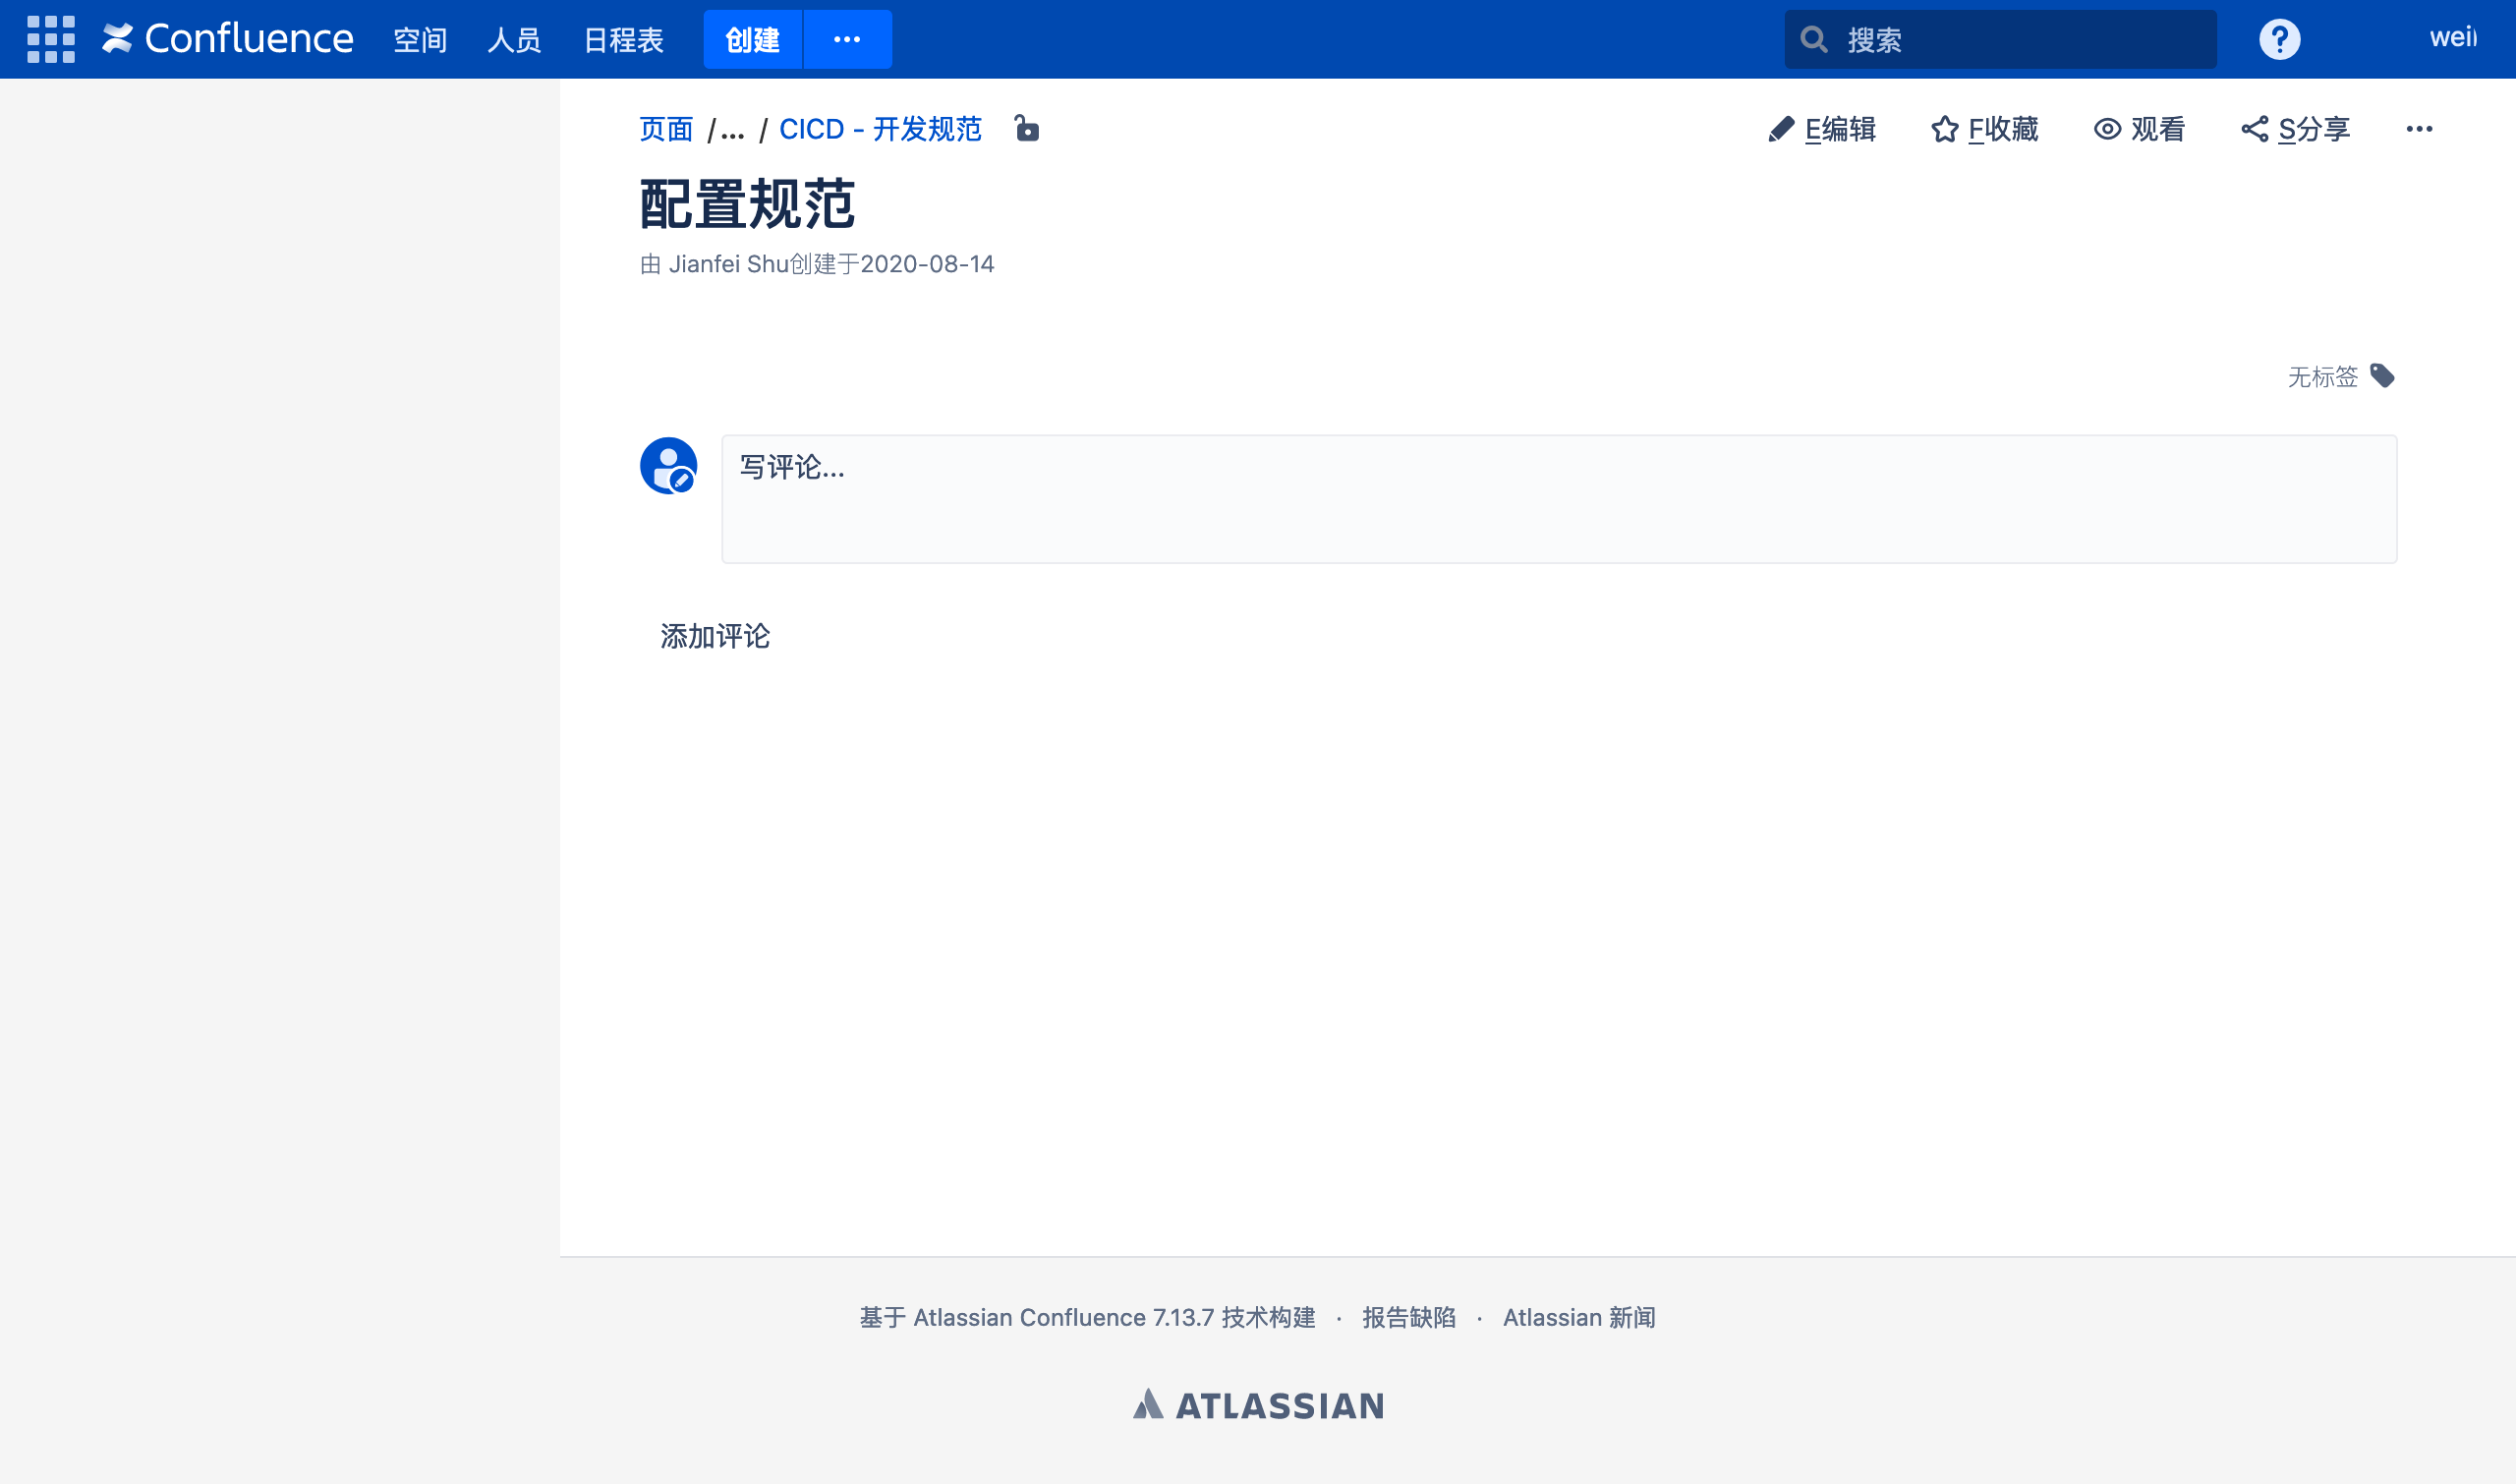 Confluence 空间 人员 日程表 创建 ••• 搜索 ?
页面 /... / CICD - 开发规范 E编辑 F收藏 观看 S分享 •••
配置规范
由 Jianfei Shu创建于2020-08-14
无标签
写评论...
添加评论
基于 Atlassian Confluence 7.13.7 技术构建 · 报告缺陷 · Atlassian 新闻
ATLASSIAN